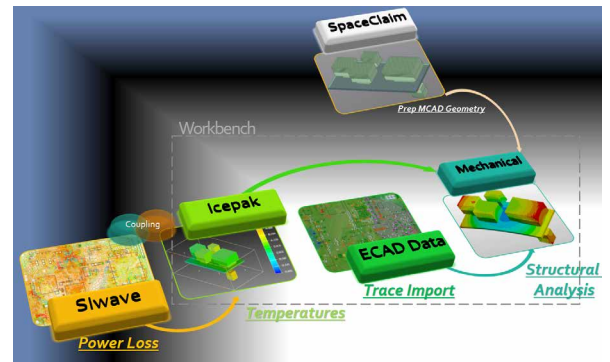 SpaceClaim
Prep MCAD Geometry
Workbench
Mechanical
Icepak
Coupling
ECAD Data
SIwave
Structural
Analysis
Trace Import
Temperatures
Power Loss